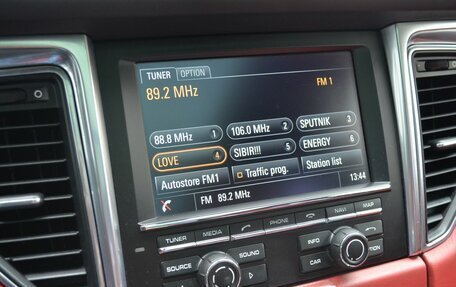 TUNER OPTION
89.2 MHz FM 1
88.8 MHz 1 106.0 MHz 2 SPUTNIK 3
LOVE 4 SIBIR!!! 5 ENERGY 6
Autostore FM1 Traffic prog. Station list
FM 89.2 MHz 13:44
TUNER MEDIA PHONE NAVI MAP
SOURCE SOUND INFO OPTION
CAR